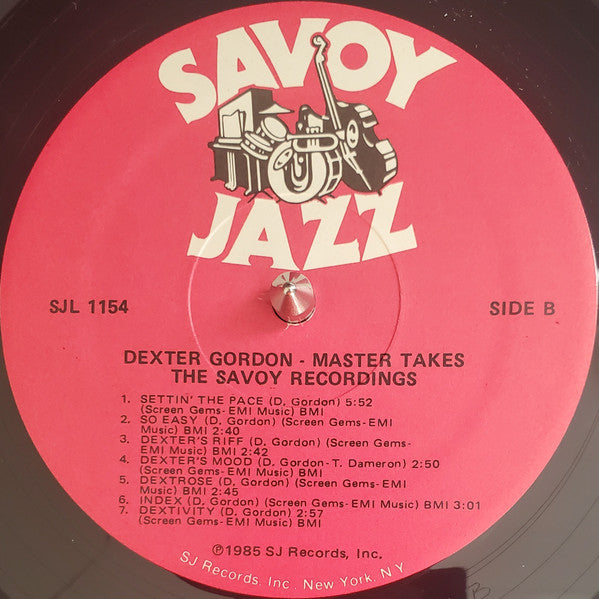 SAVOY
JAZZ
SJL 1154
SIDE B
DEXTER GORDON - MASTER TAKES
THE SAVOY RECORDINGS
1. SETTIN' THE PACE (D. Gordon) 5:52
(Screen Gems-EMI Music) BMI
2. SO EASY (D. Gordon) (Screen Gems-EMI
Music) BMI 2:40
3. DEXTER'S RIFF (D. Gordon) (Screen Gems-
EMI Music) BMI 2:42
4. DEXTER'S MOOD (D. Gordon-T. Dameron) 2:50
(Screen Gems-EMI Music) BMI
5. DEXTROSE (D. Gordon) (Screen Gems-EMI
Music) BMI 2:45
6. INDEX (D. Gordon) (Screen Gems-EMI Music) BMI 3:01
7. DEXTIVITY (D. Gordon) 2:57
(Screen Gems-EMI Music) BMI
℗1985 SJ Records, Inc.
SJ Records, Inc. New York, N.Y.
B